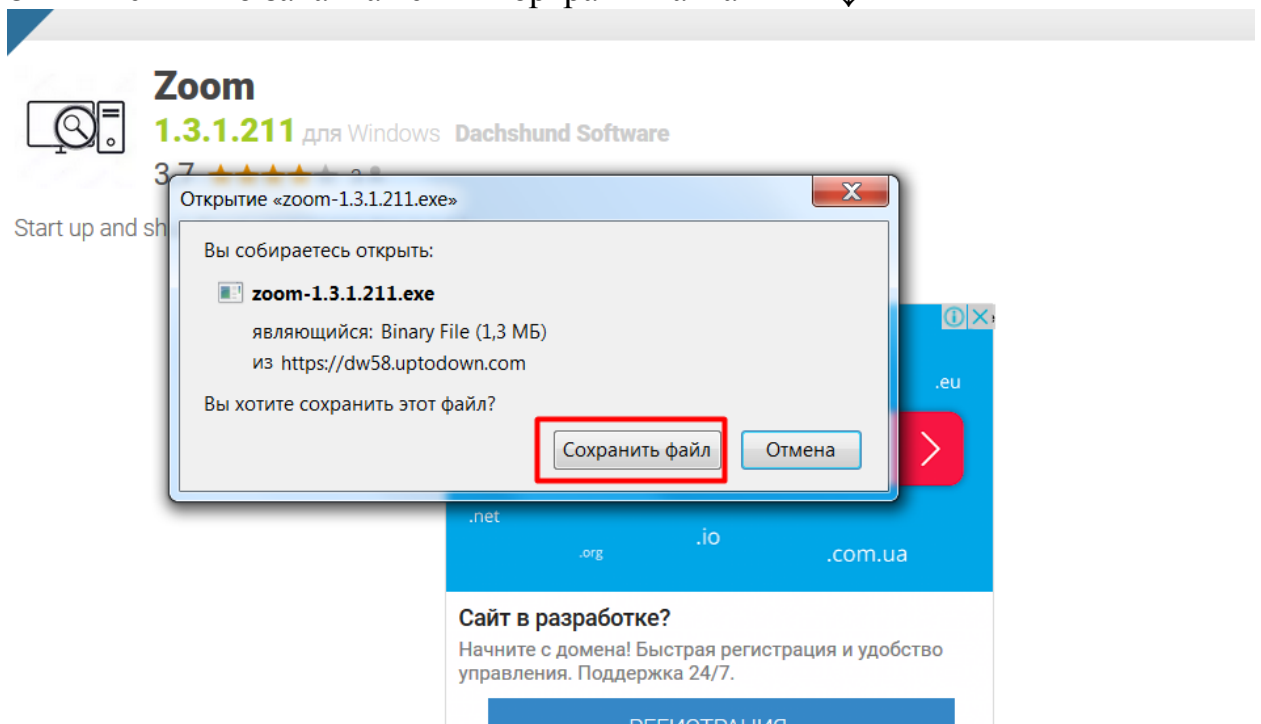 Zoom
1.3.1.211 для Windows Dachshund Software
3,7
Start up and sh
Открытие «zoom-1.3.1.211.exe»
Вы собираетесь открыть:
zoom-1.3.1.211.exe
являющийся: Binary File (1,3 МБ)
из https://dw58.uptodown.com
Вы хотите сохранить этот файл?
Сохранить файл
Отмена
.eu
.net
.io
.org
.com.ua
Сайт в разработке?
Начните с домена! Быстрая регистрация и удобство
управления. Поддержка 24/7.
РЕГИСТРАЦИЯ